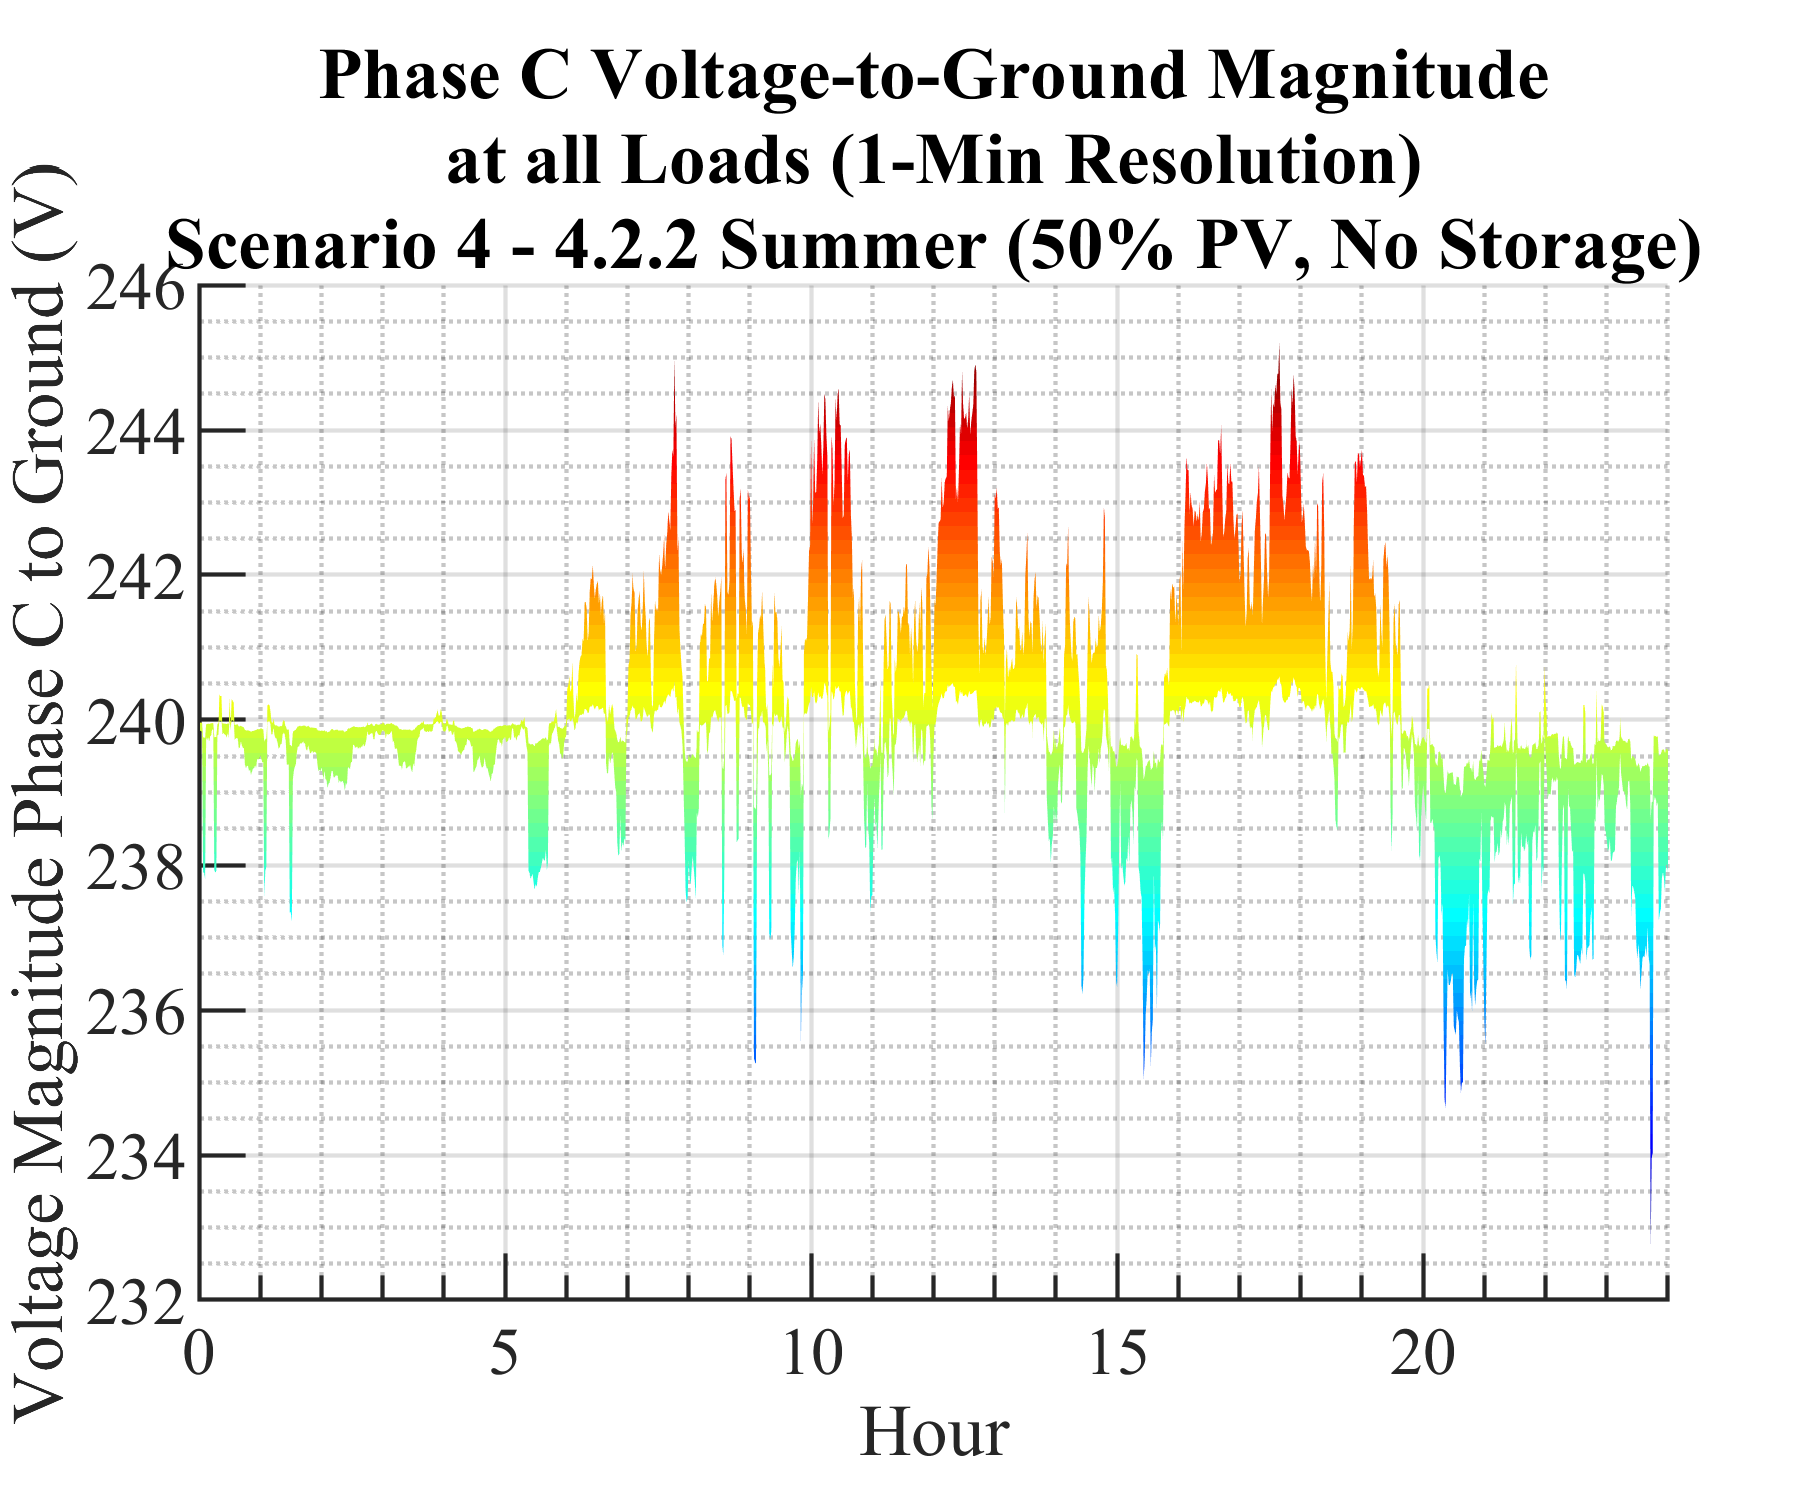 Phase C Voltage-to-Ground Magnitude
at all Loads (1-Min Resolution)
Scenario 4 - 4.2.2 Summer (50% PV, No Storage)
Voltage Magnitude Phase C to Ground (V)
246
244
242
240
238
236
234
232
0 5 10 15 20
Hour